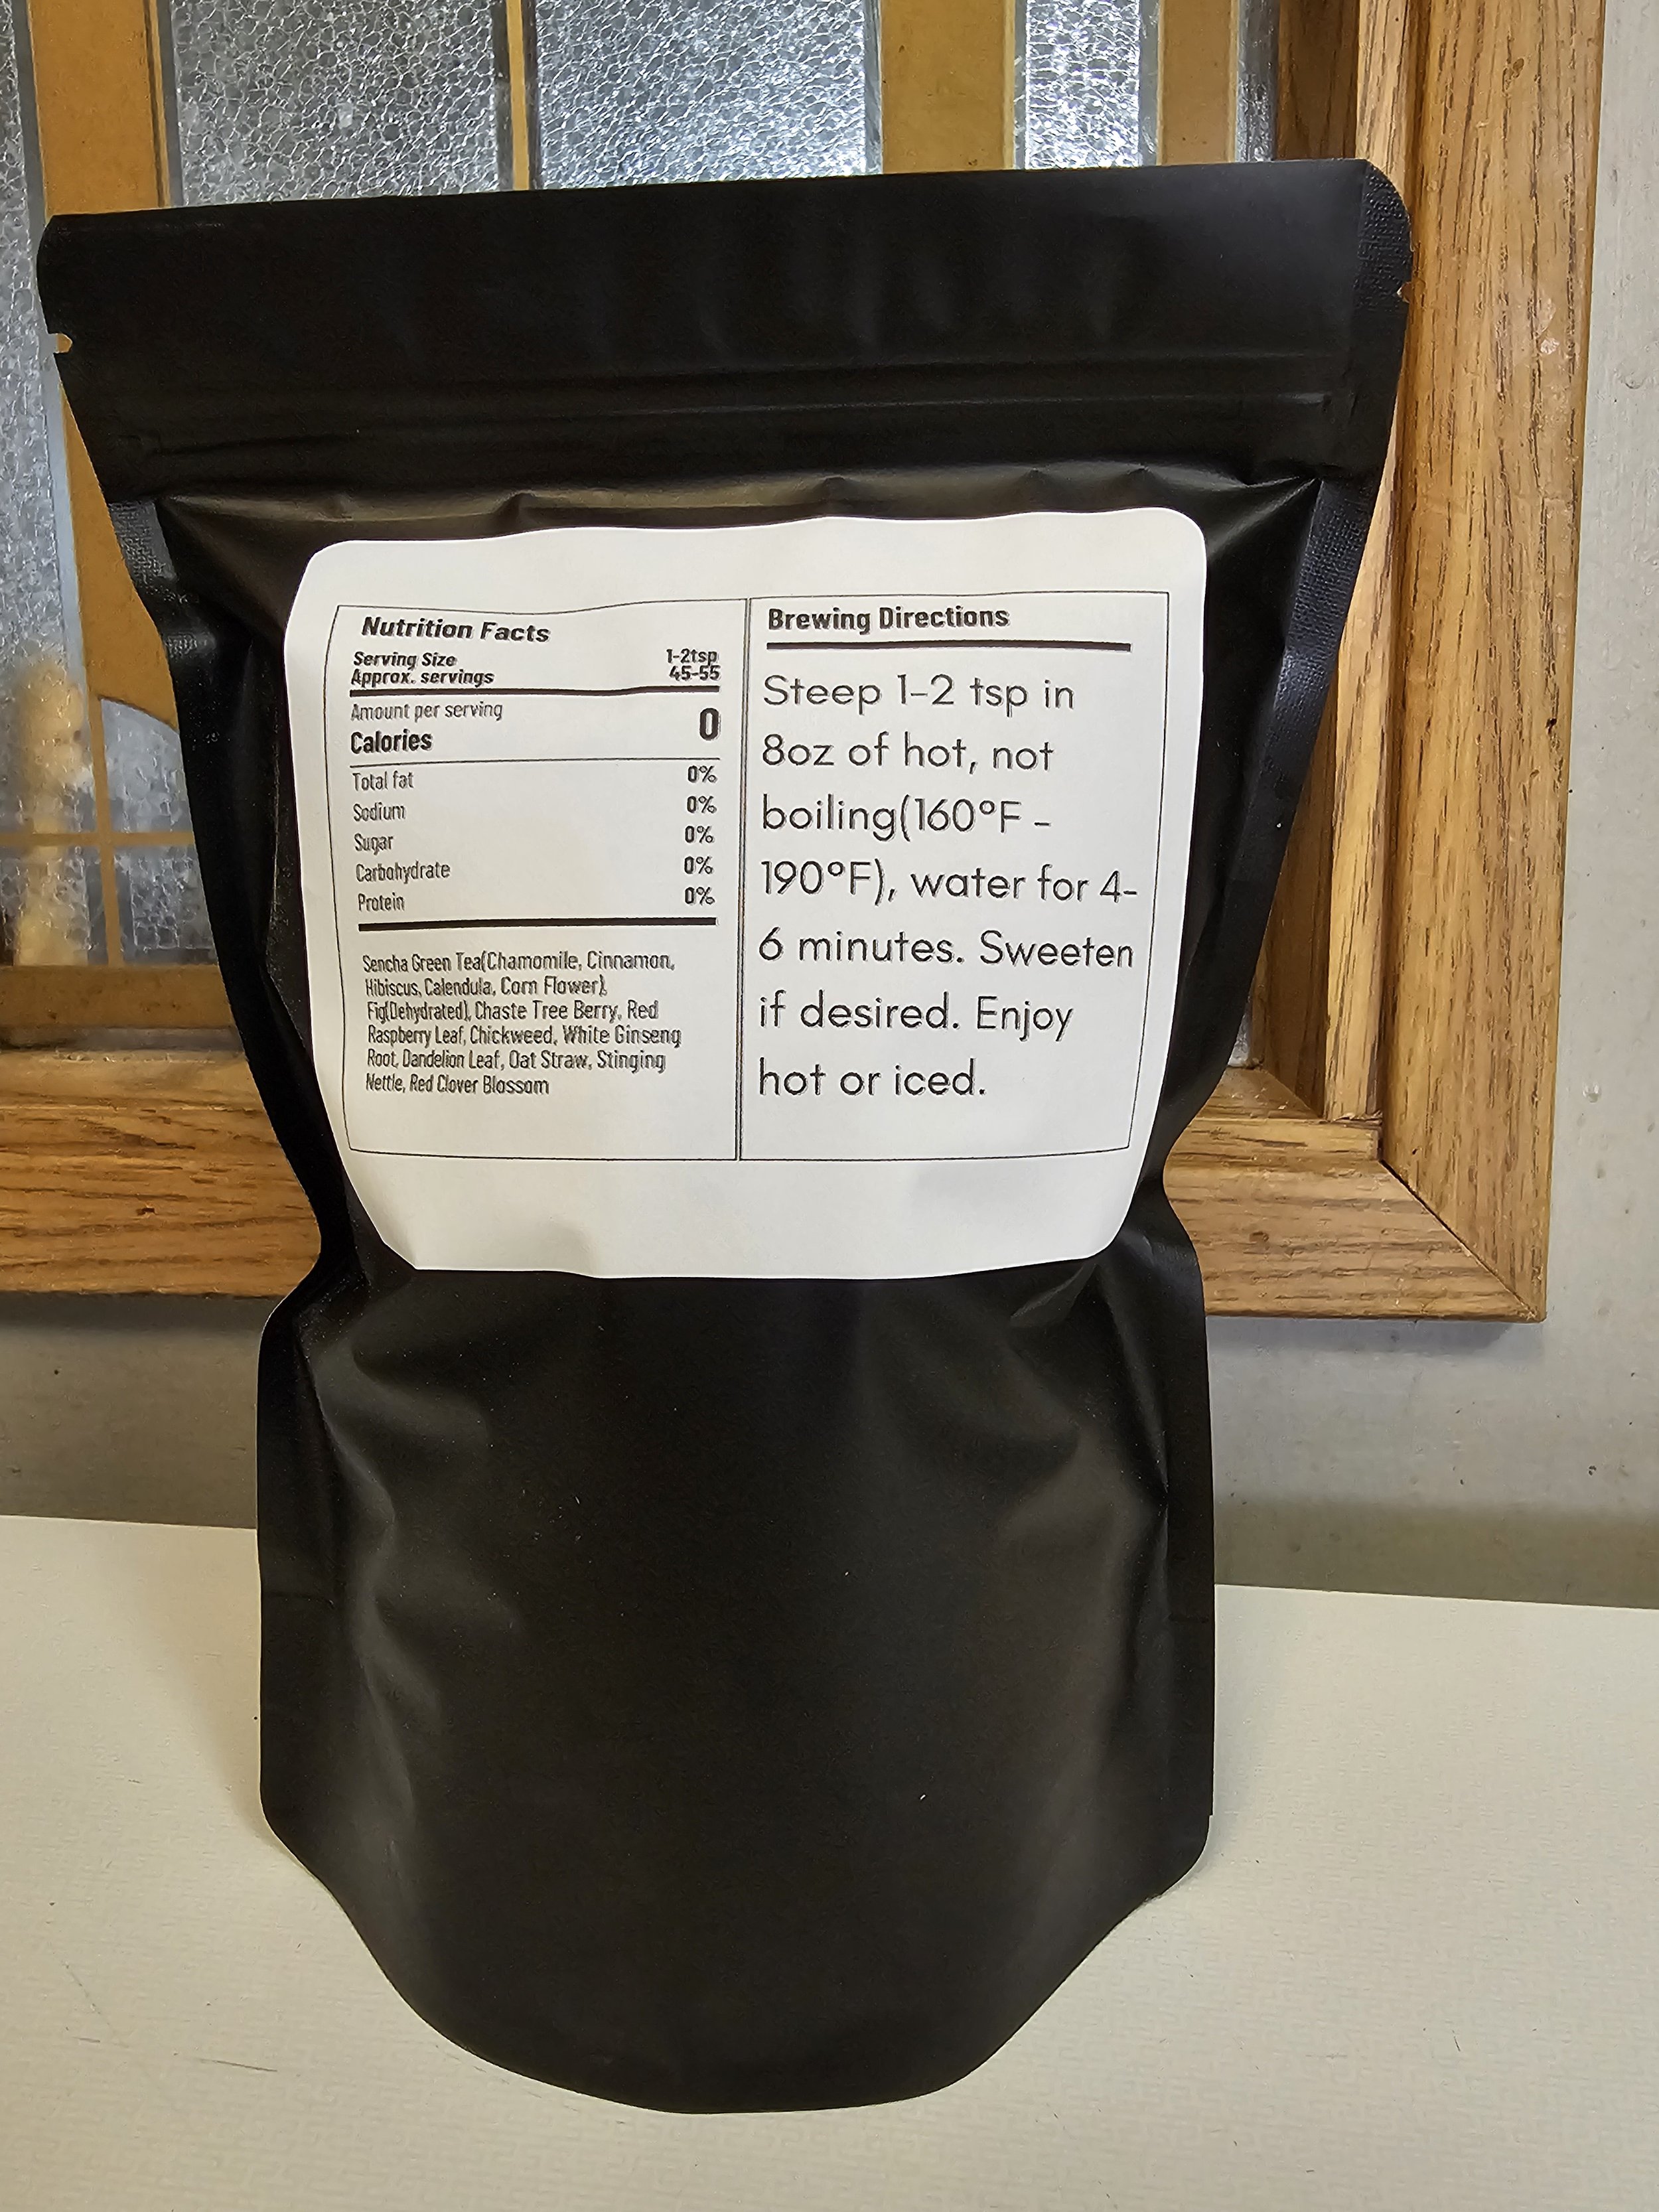 Nutrition Facts
Serving Size 1-2tsp
Approx. servings 45-55
Amount per serving
Calories 0
Total fat 0%
Sodium 0%
Sugar 0%
Carbohydrate 0%
Protein 0%
Sencha Green Tea(Chamomile, Cinnamon,
Hibiscus, Calendula, Corn Flower),
Fig(Dehydrated), Chaste Tree Berry, Red
Raspberry Leaf, Chickweed, White Ginseng
Root, Dandelion Leaf, Oat Straw, Stinging
Nettle, Red Clover Blossom
Brewing Directions
Steep 1-2 tsp in
8oz of hot, not
boiling(160°F -
190°F), water for 4-
6 minutes. Sweeten
if desired. Enjoy
hot or iced.